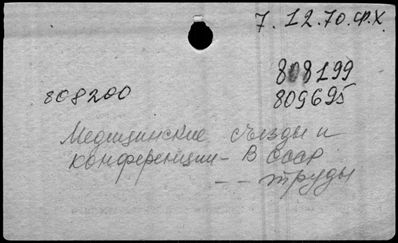 7.12.70.Ф.Х
808199
808200
809695
Медицинские съезды и
конференции - В СССР
- - - труды